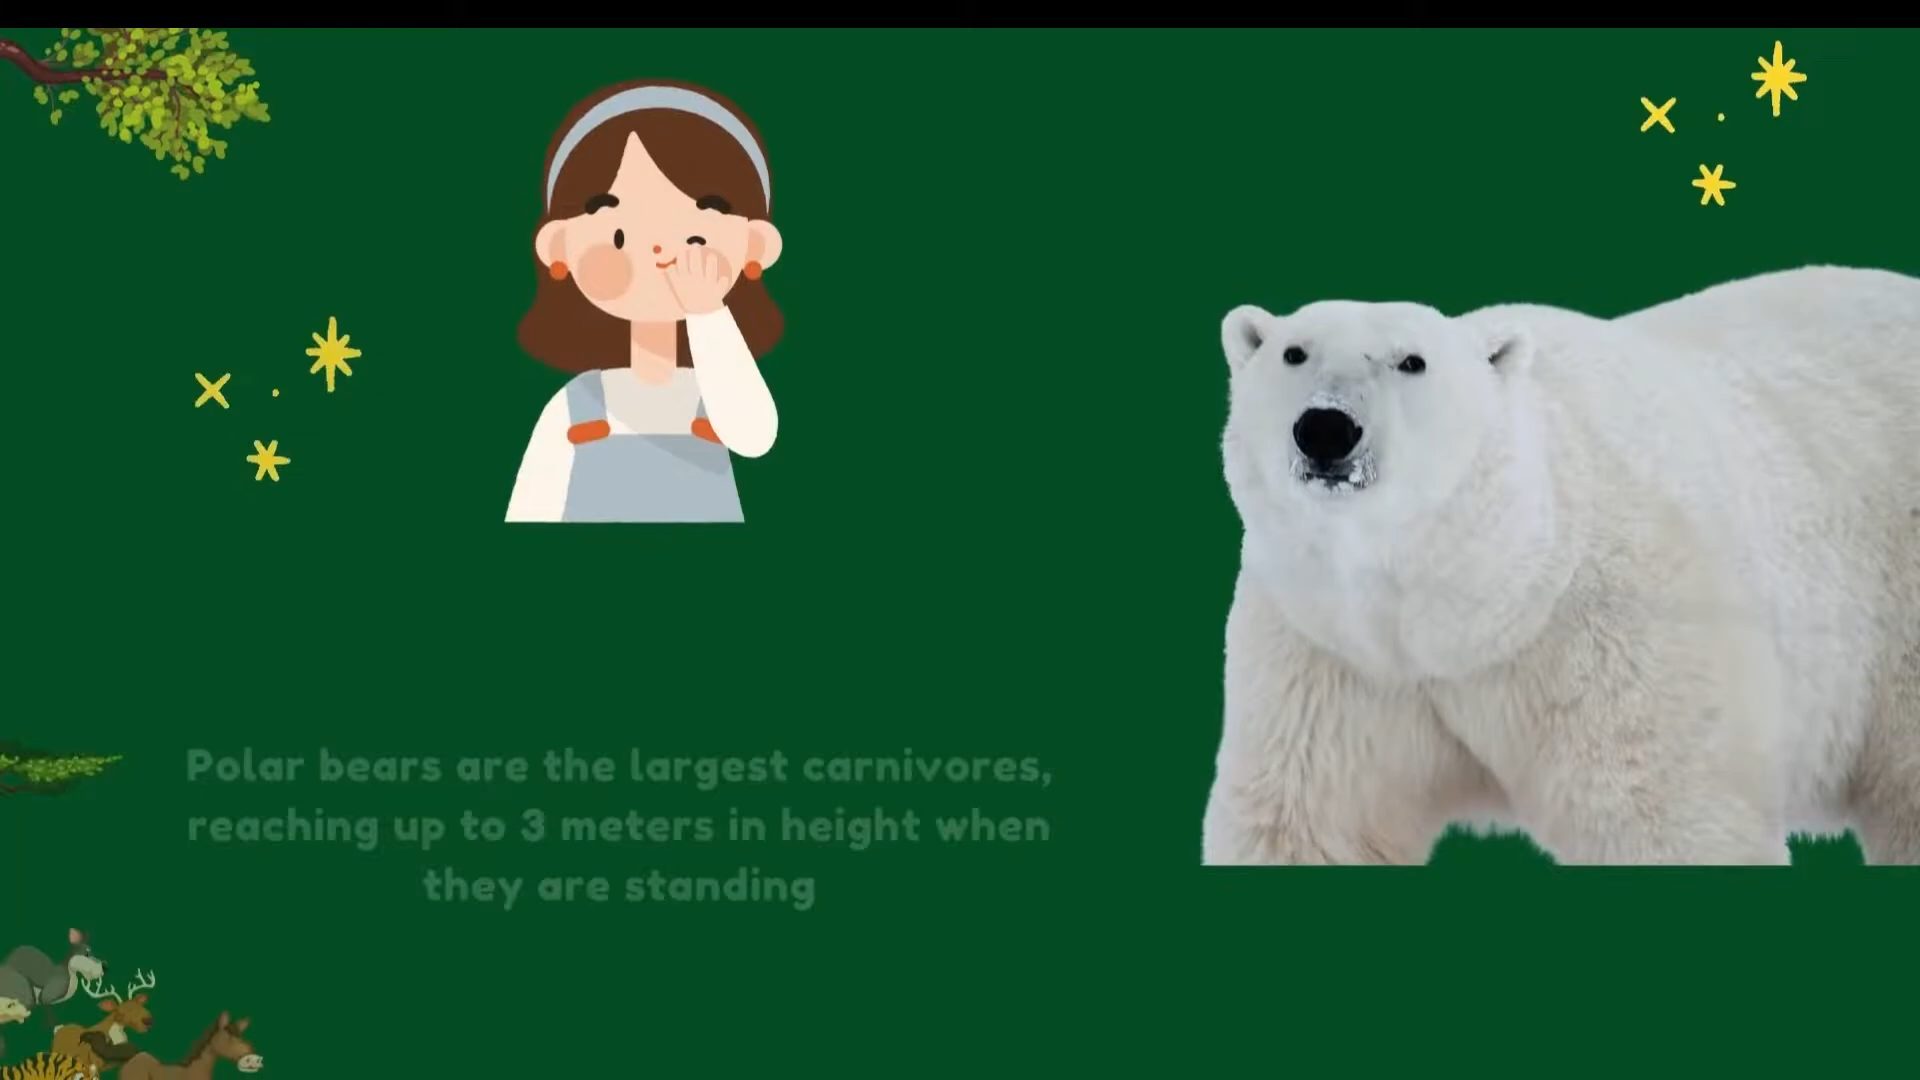 Polar bears are the largest carnivores,
reaching up to 3 meters in height when
they are standing